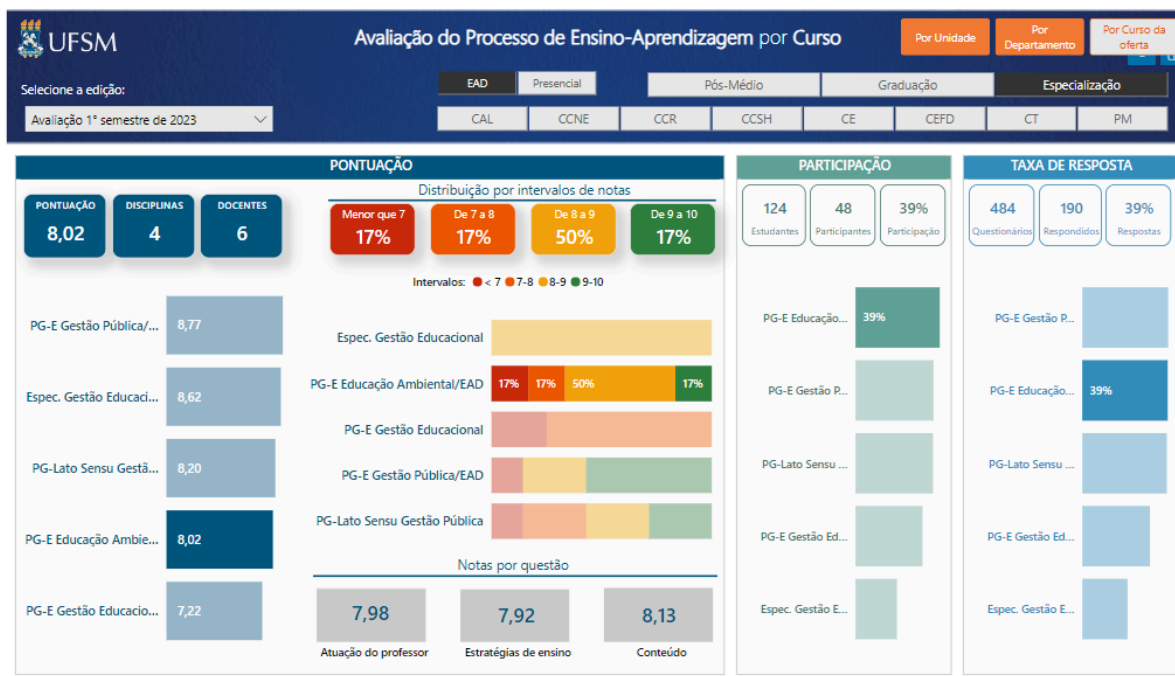 UFSM
Avaliação do Processo de Ensino-Aprendizagem por Curso
Por Unidade
Por Departamento
Por Curso da oferta
Selecione a edição:
EAD
Presencial
Pós-Médio
Graduação
Especialização
Avaliação 1° semestre de 2023
CAL
CCNE
CCR
CCSH
CE
CEFD
CT
PM
PONTUAÇÃO
PONTUAÇÃO
8,02
DISCIPLINAS
4
DOCENTES
6
Distribuição por intervalos de notas
Menor que 7
17%
De 7 a 8
17%
De 8 a 9
50%
De 9 a 10
17%
Intervalos: < 7 7-8 8-9 9-10
PG-E Gestão Pública/... 8,77
Espec. Gestão Educaci... 8,62
PG-Lato Sensu Gestã... 8,20
PG-E Educação Ambie... 8,02
PG-E Gestão Educacio... 7,22
Espec. Gestão Educacional
PG-E Educação Ambiental/EAD 17% 17% 50% 17%
PG-E Gestão Educacional
PG-E Gestão Pública/EAD
PG-Lato Sensu Gestão Pública
Notas por questão
7,98
Atuação do professor
7,92
Estratégias de ensino
8,13
Conteúdo
PARTICIPAÇÃO
124
Estudantes
48
Participantes
39%
Participação
PG-E Educação... 39%
PG-E Gestão P...
PG-Lato Sensu ...
PG-E Gestão Ed...
Espec. Gestão E...
TAXA DE RESPOSTA
484
Questionários
190
Respondidos
39%
Respostas
PG-E Gestão P...
PG-E Educação... 39%
PG-Lato Sensu ...
PG-E Gestão Ed...
Espec. Gestão E...